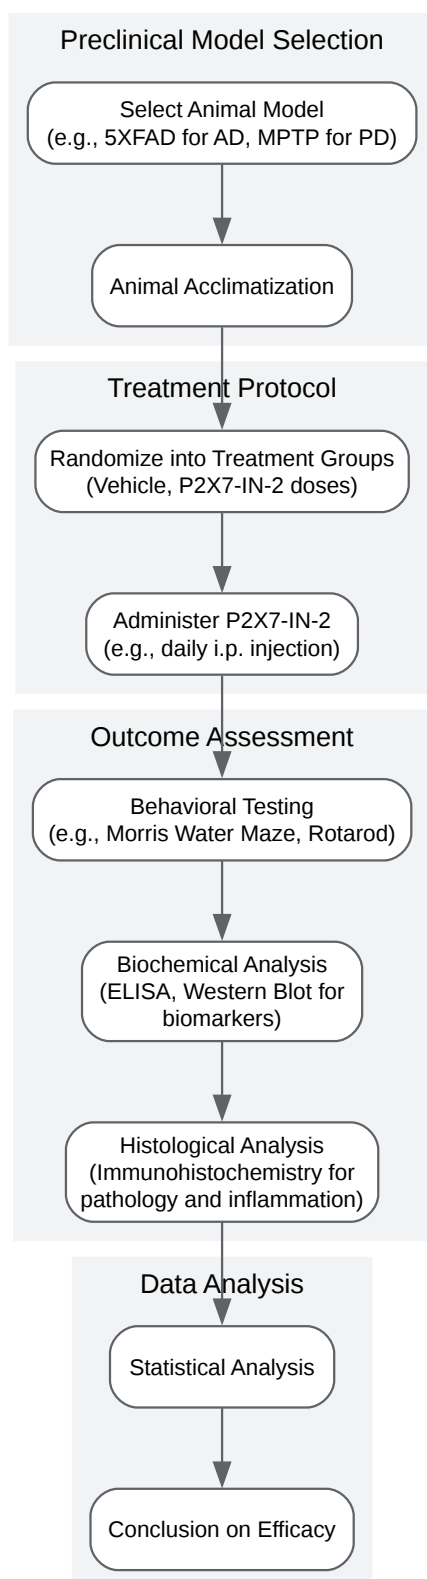 Preclinical Model Selection
Select Animal Model
(e.g., 5XFAD for AD, MPTP for PD)
Animal Acclimatization
Treatment Protocol
Randomize into Treatment Groups
(Vehicle, P2X7-IN-2 doses)
Administer P2X7-IN-2
(e.g., daily i.p. injection)
Outcome Assessment
Behavioral Testing
(e.g., Morris Water Maze, Rotarod)
Biochemical Analysis
(ELISA, Western Blot for
biomarkers)
Histological Analysis
(Immunohistochemistry for
pathology and inflammation)
Data Analysis
Statistical Analysis
Conclusion on Efficacy